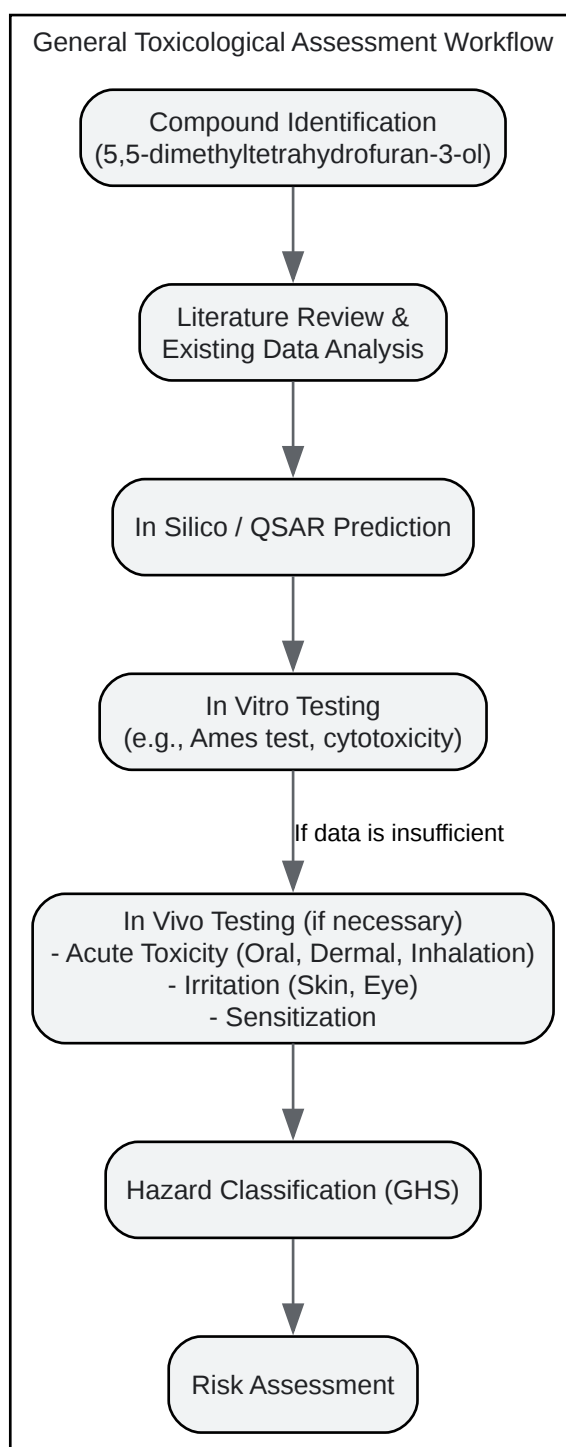 General Toxicological Assessment Workflow
Compound Identification
(5,5-dimethyltetrahydrofuran-3-ol)
Literature Review &
Existing Data Analysis
In Silico / QSAR Prediction
In Vitro Testing
(e.g., Ames test, cytotoxicity)
If data is insufficient
In Vivo Testing (if necessary)
- Acute Toxicity (Oral, Dermal, Inhalation)
- Irritation (Skin, Eye)
- Sensitization
Hazard Classification (GHS)
Risk Assessment